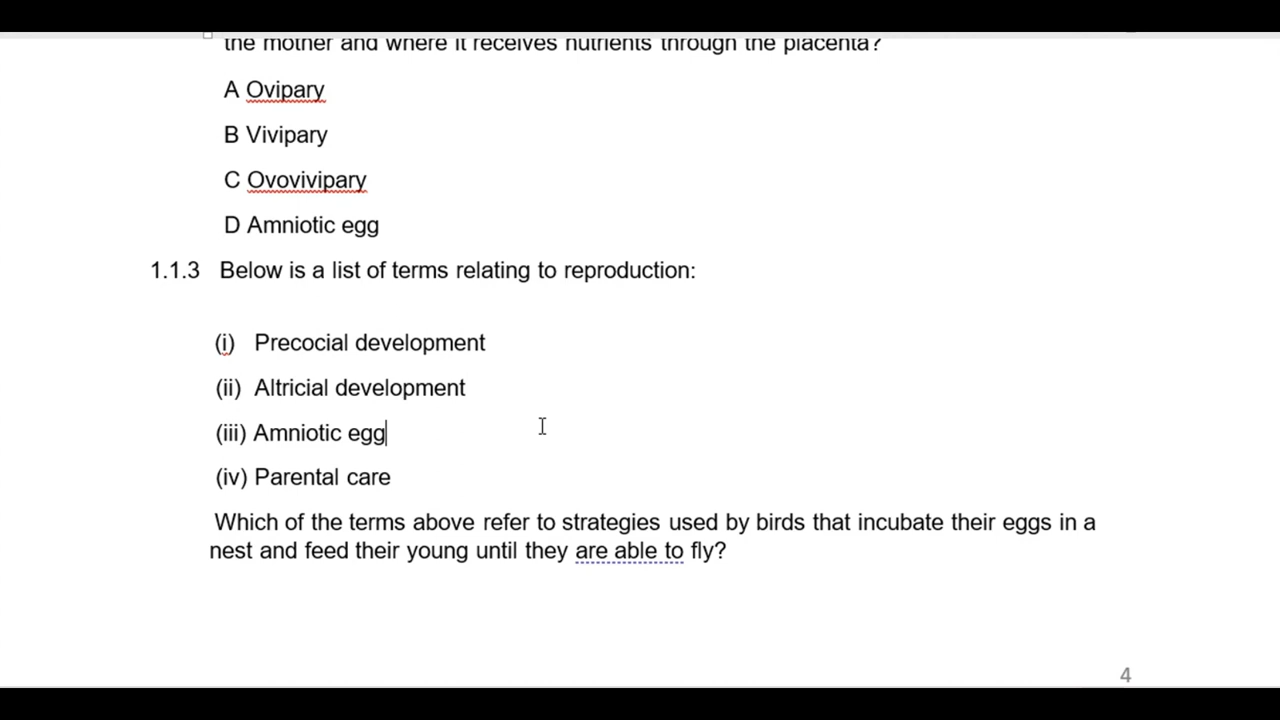 the mother and where it receives nutrients through the placenta?
A Ovipary
B Vivipary
C Ovovivipary
D Amniotic egg
1.1.3 Below is a list of terms relating to reproduction:
(i) Precocial development
(ii) Altricial development
(iii) Amniotic egg
(iv) Parental care
Which of the terms above refer to strategies used by birds that incubate their eggs in a
nest and feed their young until they are able to fly?
4